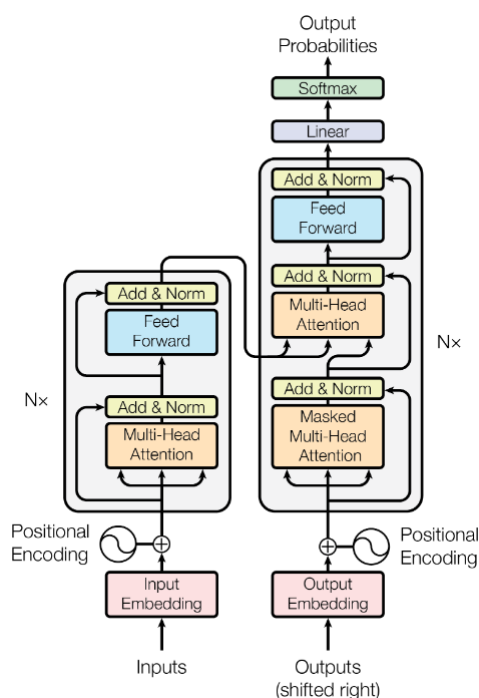 Output
Probabilities
Softmax
Linear
Add & Norm
Feed
Forward
Add & Norm
Multi-Head
Attention
Nx
Add & Norm
Masked
Multi-Head
Attention
Positional
Encoding
Output
Embedding
Outputs
(shifted right)
Add & Norm
Feed
Forward
Nx
Add & Norm
Multi-Head
Attention
Positional
Encoding
Input
Embedding
Inputs